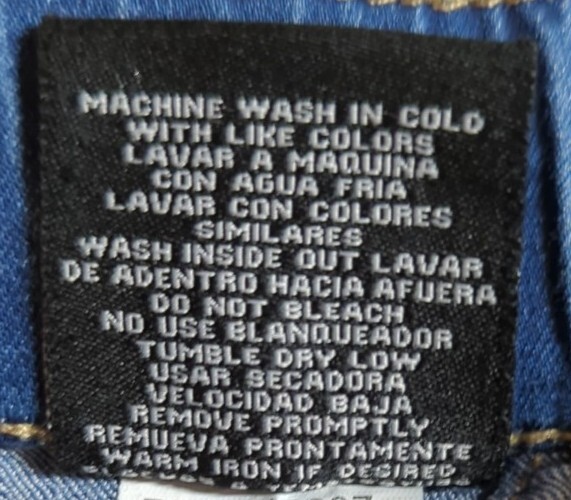 MACHINE WASH IN COLD
WITH LIKE COLORS
LAVAR A MAQUINA
CON AGUA FRIA
LAVAR CON COLORES
SIMILARES
WASH INSIDE OUT LAVAR
DE ADENTRO HACIA AFUERA
DO NOT BLEACH
NO USE BLANQUEADOR
TUMBLE DRY LOW
USAR SECADORA
VELOCIDAD BAJA
REMOVE PROMPTLY
REMUEVA PRONTAMENTE
WARM IRON IF DESIRED